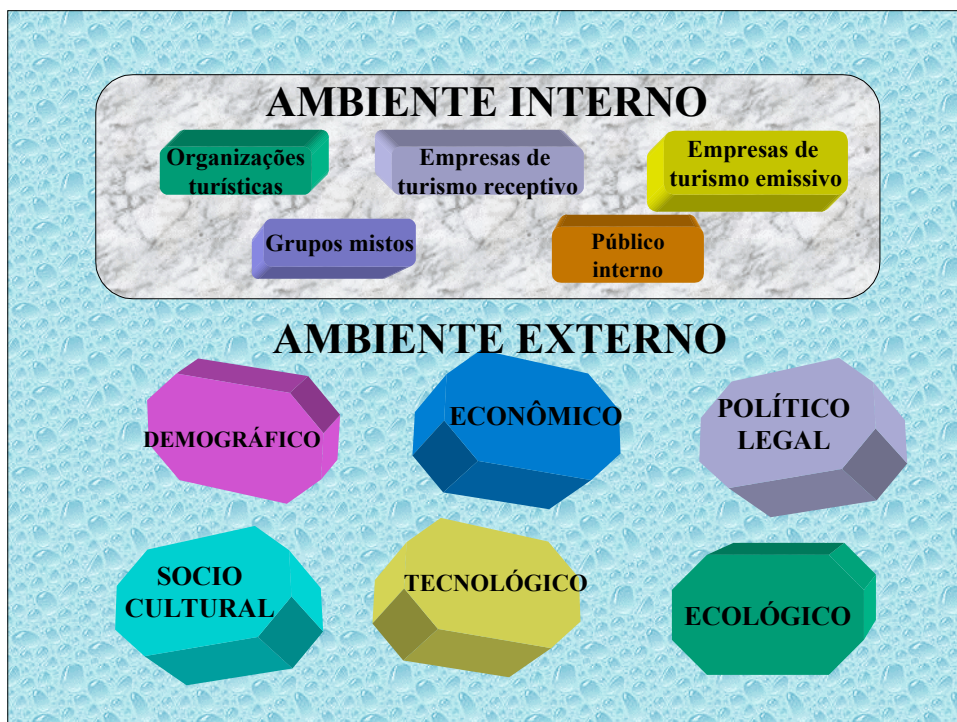 AMBIENTE INTERNO
Organizações
turísticas
Empresas de
turismo receptivo
Empresas de
turismo emissivo
Grupos mistos
Público
interno
AMBIENTE EXTERNO
DEMOGRÁFICO
ECONÔMICO
POLÍTICO
LEGAL
SOCIO
CULTURAL
TECNOLÓGICO
ECOLÓGICO